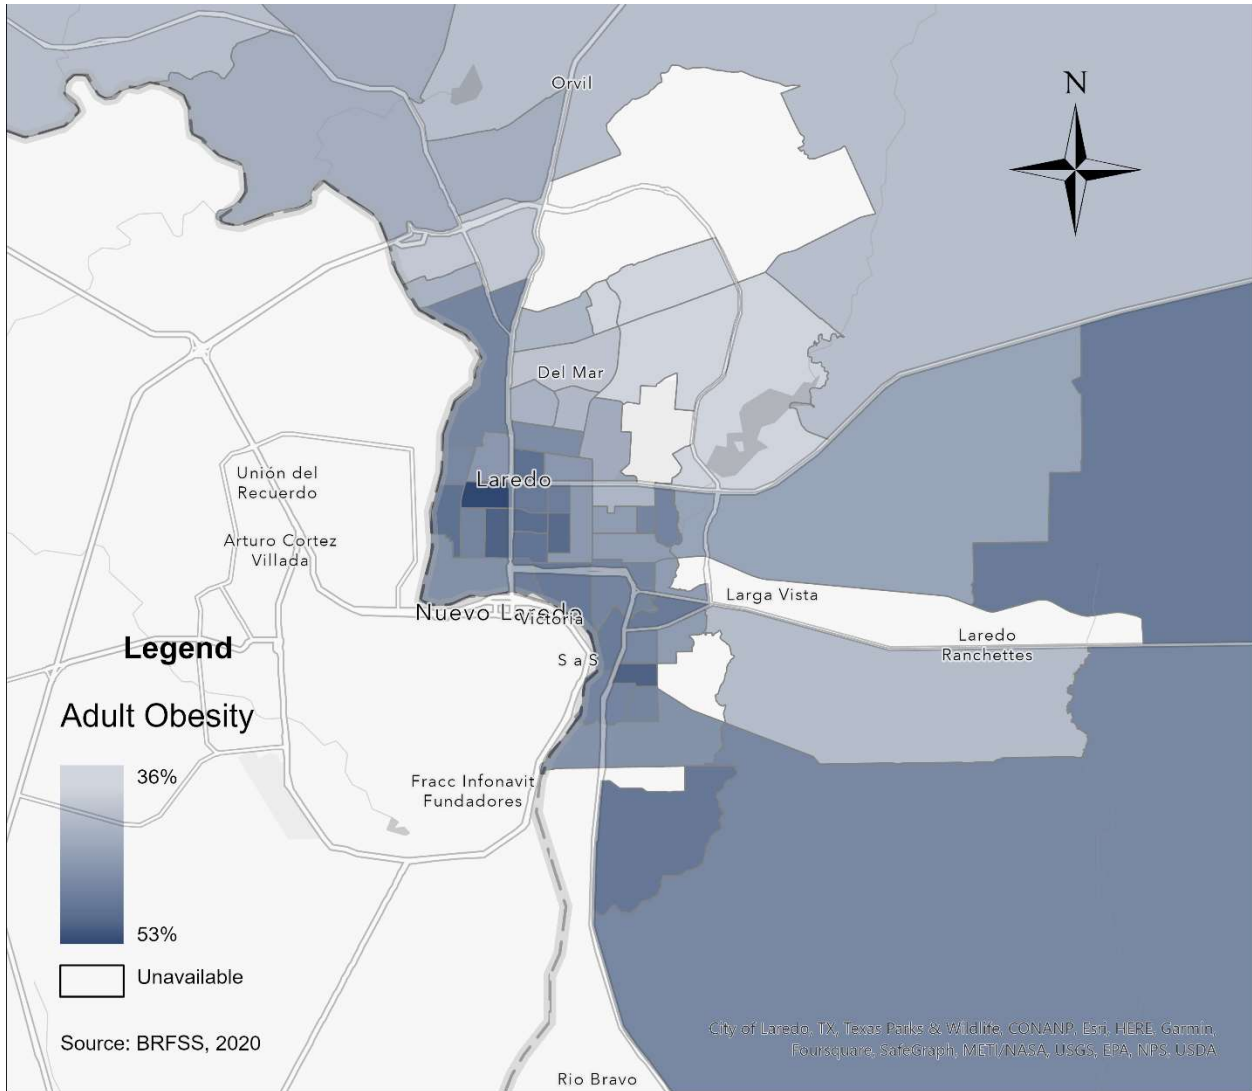 Orvil
N
Del Mar
Laredo
Unión del
Recuerdo
Arturo Cortez
Villada
Nuevo Laredo
Victoria
Larga Vista
Laredo
Ranchettes
S a S
Legend
Adult Obesity
36%
53%
Unavailable
Source: BRFSS, 2020
Fracc Infonavit
Fundadores
City of Laredo, TX, Texas Parks & Wildlife, CONANP, Esri, HERE, Garmin,
Foursquare, SafeGraph, METI/NASA, USGS, EPA, NPS, USDA
Rio Bravo